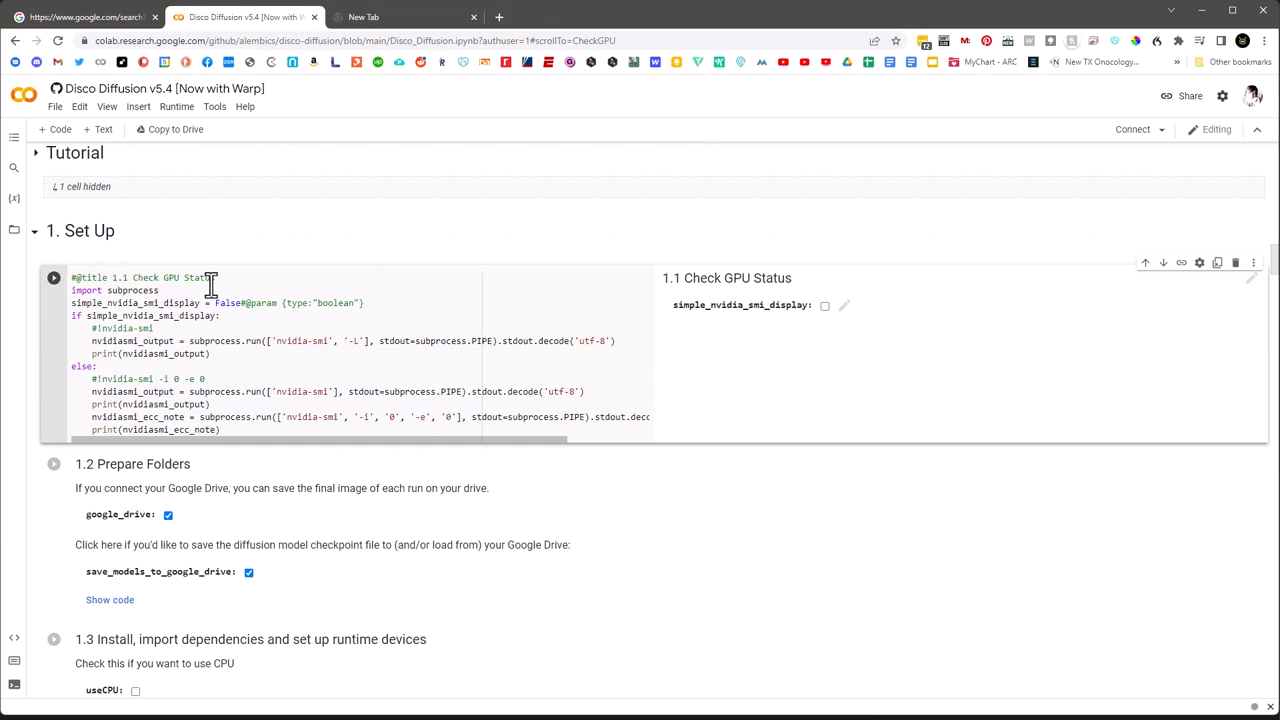 https://www.google.com/search?
Disco Diffusion v5.4 [Now with W
New Tab
colab.research.google.com/github/alembics/disco-diffusion/blob/main/Disco_Diffusion.ipynb?authuser=1#scrollTo=CheckGPU
12
MyChart - ARC
New TX Onocology...
Other bookmarks
Disco Diffusion v5.4 [Now with Warp]
File Edit View Insert Runtime Tools Help
Share
+ Code + Text Copy to Drive
Connect
Editing
Tutorial
1 cell hidden
1. Set Up
#@title 1.1 Check GPU Status
import subprocess
simple_nvidia_smi_display = False#@param {type:"boolean"}
if simple_nvidia_smi_display:
#!nvidia-smi
nvidiasmi_output = subprocess.run(['nvidia-smi', '-L'], stdout=subprocess.PIPE).stdout.decode('utf-8')
print(nvidiasmi_output)
else:
#!nvidia-smi -i 0 -e 0
nvidiasmi_output = subprocess.run(['nvidia-smi'], stdout=subprocess.PIPE).stdout.decode('utf-8')
print(nvidiasmi_output)
nvidiasmi_ecc_note = subprocess.run(['nvidia-smi', '-i', '0', '-e', '0'], stdout=subprocess.PIPE).stdout.decc
print(nvidiasmi_ecc_note)
1.1 Check GPU Status
simple_nvidia_smi_display:
1.2 Prepare Folders
If you connect your Google Drive, you can save the final image of each run on your drive.
google_drive:
Click here if you'd like to save the diffusion model checkpoint file to (and/or load from) your Google Drive:
save_models_to_google_drive:
Show code
1.3 Install, import dependencies and set up runtime devices
Check this if you want to use CPU
useCPU: